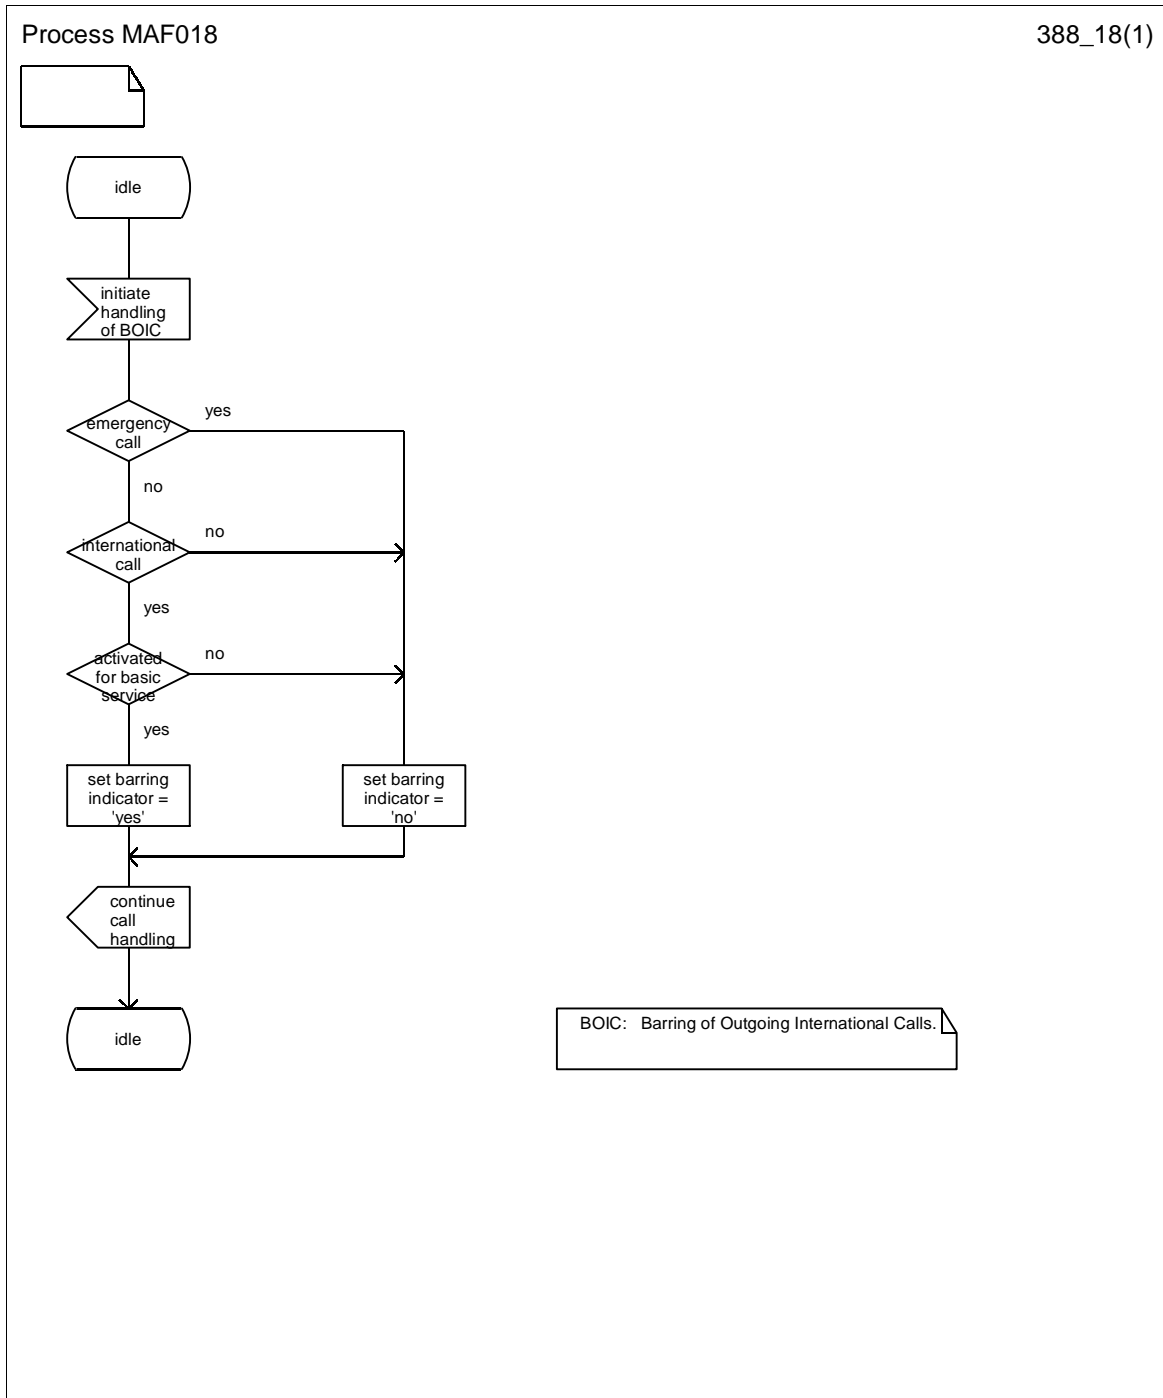 Process MAF018
388_18(1)
idle
initiate
handling
of BOIC
emergency
call
yes
no
international
call
no
yes
activated
for basic
service
no
yes
set barring
indicator =
'yes'
set barring
indicator =
'no'
continue
call
handling
idle
BOIC: Barring of Outgoing International Calls.